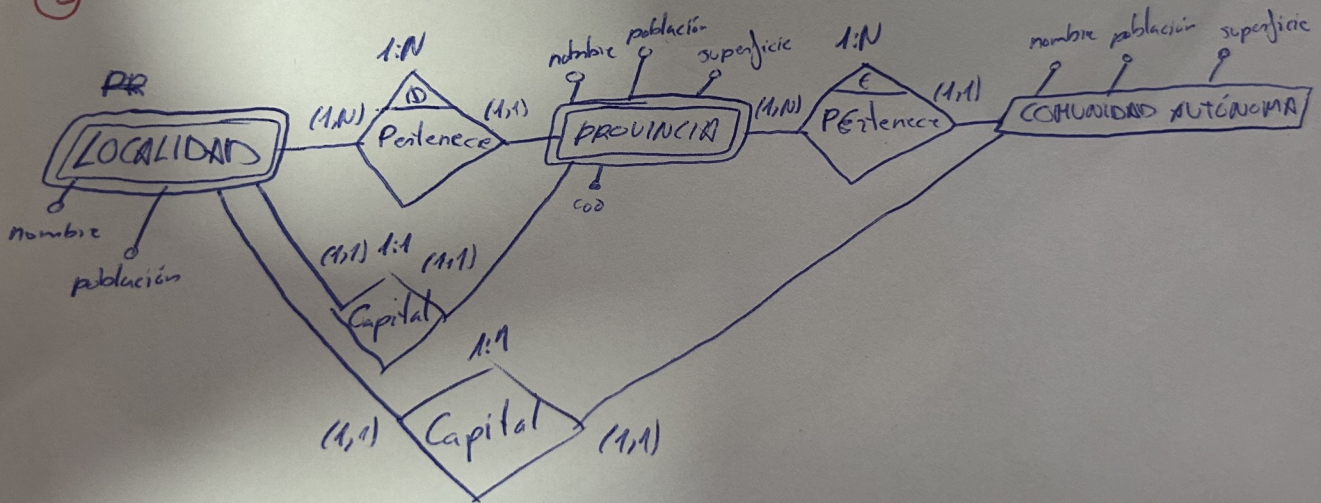 1:N
nombre
población
superficie
1:N
nombre
población
superficie
PR
(1,N)
(1,1)
(1,N)
E
(1,1)
LOCALIDAD
Pertenece
PROVINCIA
Pertenece
COMUNIDAD AUTÓNOMA
nombre
población
COD
(1,1)
1:1
(1,1)
Capital
1:1
(1,1)
Capital
(1,1)